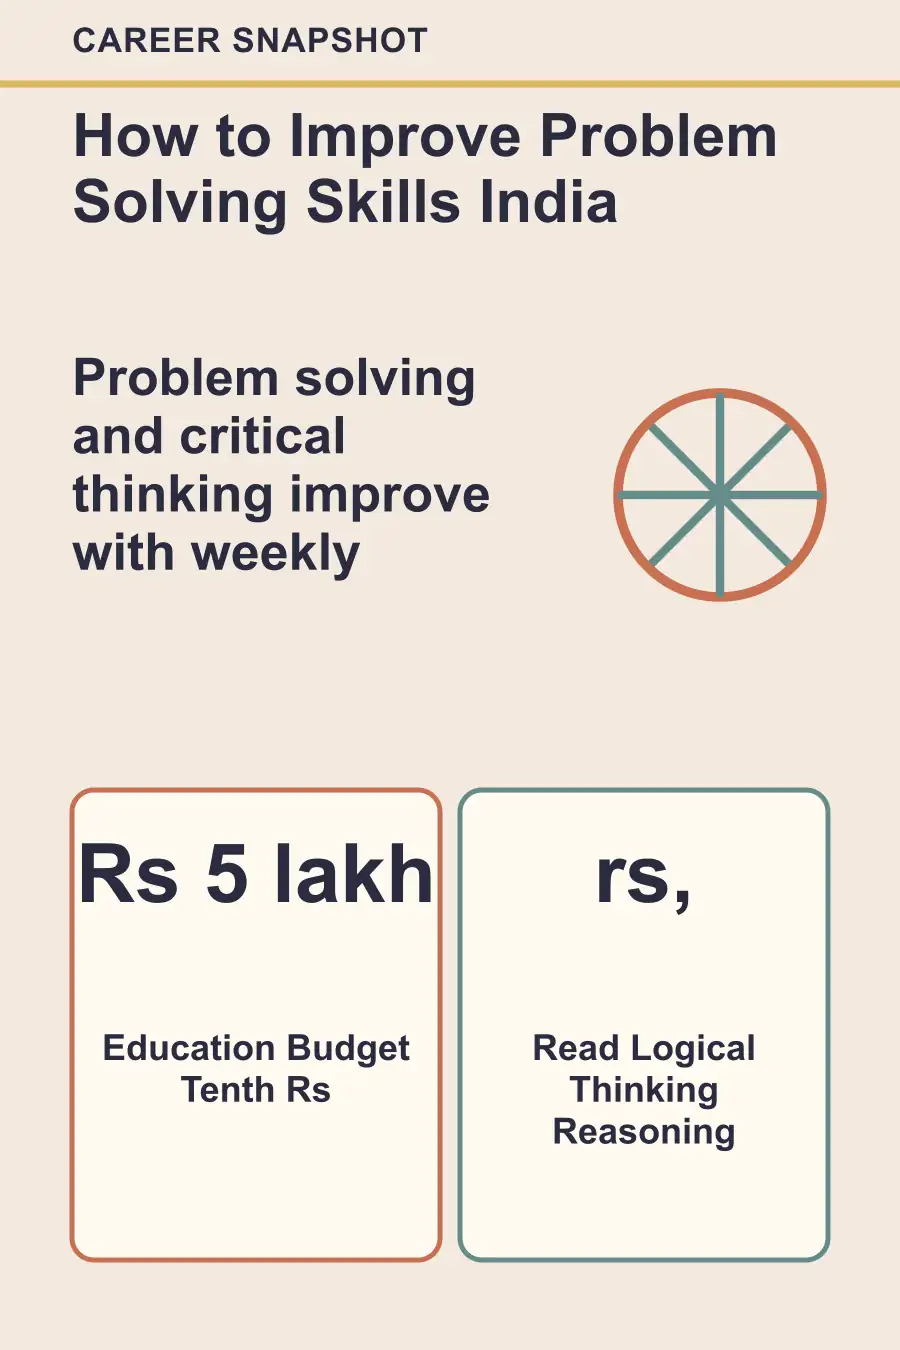 CAREER SNAPSHOT
How to Improve Problem
Solving Skills India
Problem solving
and critical
thinking improve
with weekly
Rs 5 lakh
Education Budget
Tenth Rs
rs,
Read Logical
Thinking
Reasoning